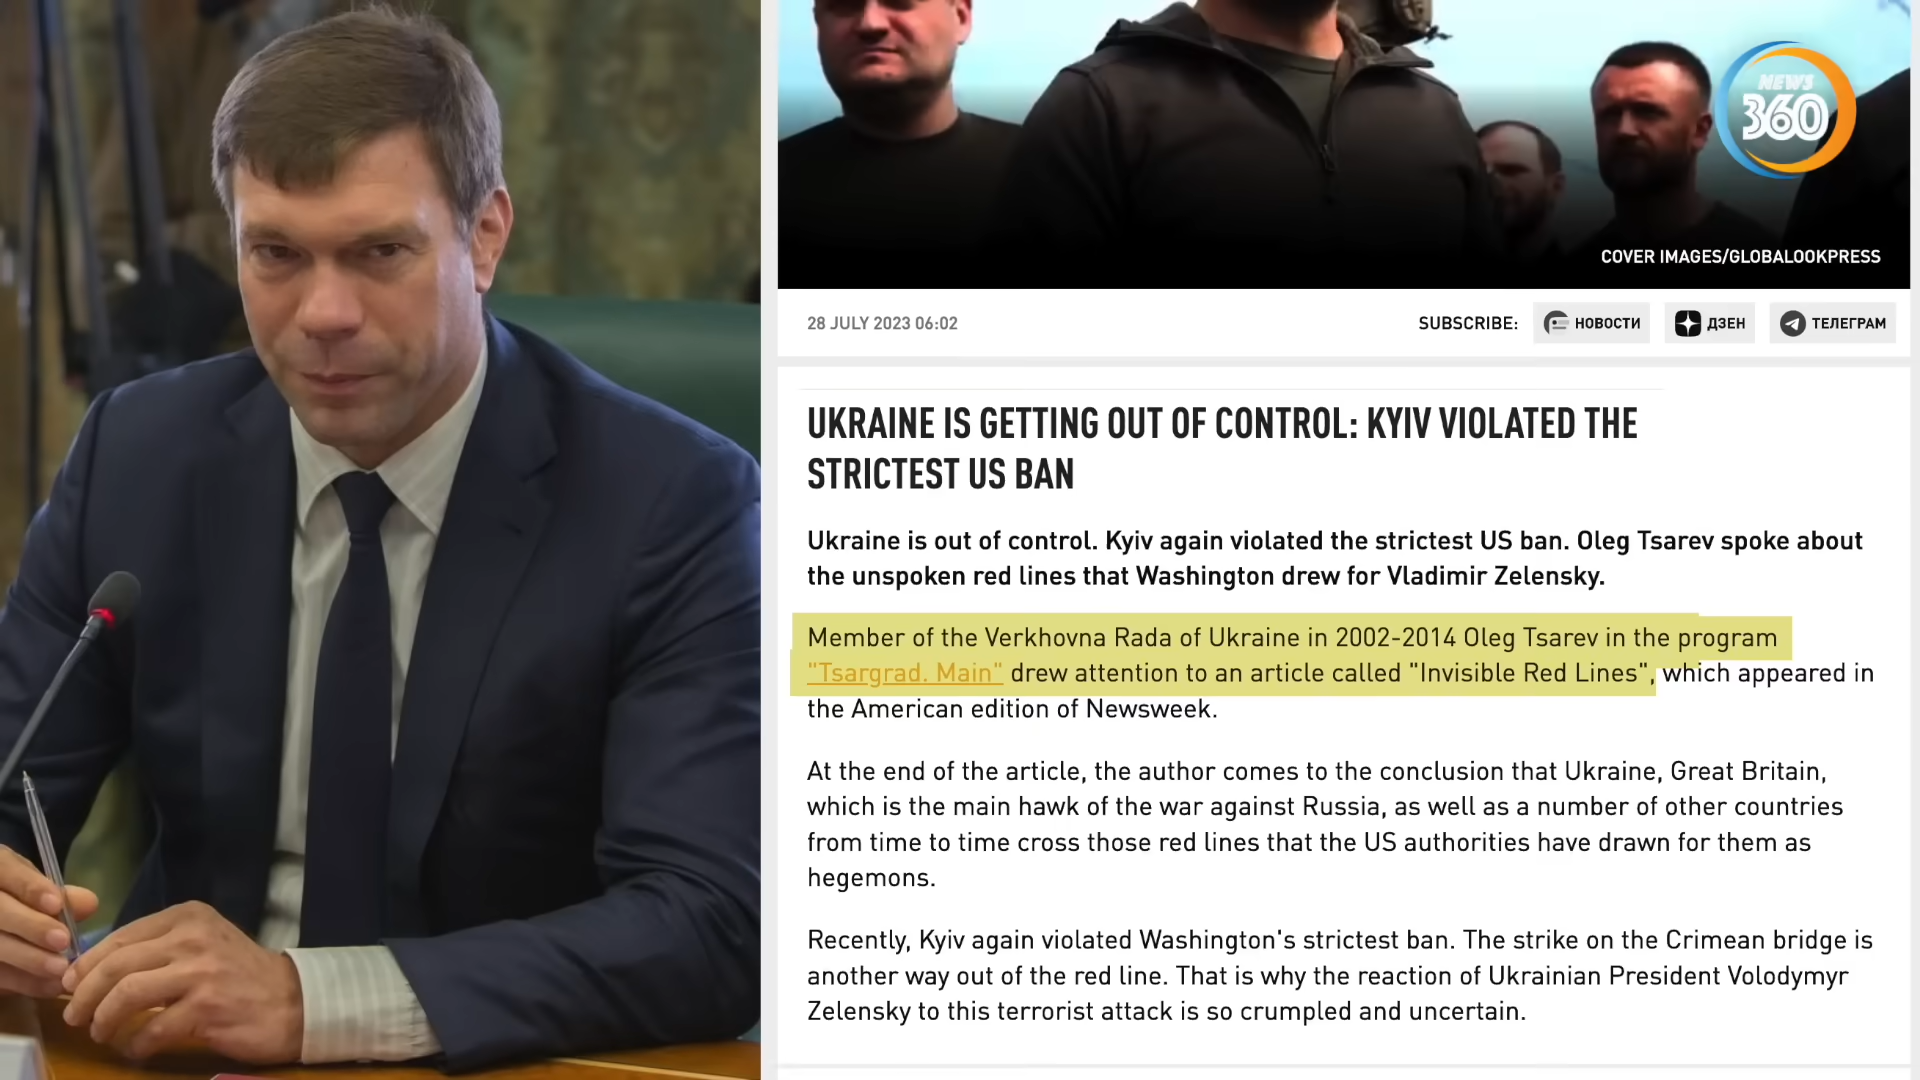 NEWS
360
COVER IMAGES/GLOBALLOOKPRESS
28 JULY 2023 06:02
SUBSCRIBE:
НОВОСТИ
ДЗЕН
ТЕЛЕГРАМ
UKRAINE IS GETTING OUT OF CONTROL: KYIV VIOLATED THE
STRICTEST US BAN
Ukraine is out of control. Kyiv again violated the strictest US ban. Oleg Tsarev spoke about
the unspoken red lines that Washington drew for Vladimir Zelensky.
Member of the Verkhovna Rada of Ukraine in 2002-2014 Oleg Tsarev in the program
"Tsargrad. Main" drew attention to an article called "Invisible Red Lines", which appeared in
the American edition of Newsweek.
At the end of the article, the author comes to the conclusion that Ukraine, Great Britain,
which is the main hawk of the war against Russia, as well as a number of other countries
from time to time cross those red lines that the US authorities have drawn for them as
hegemons.
Recently, Kyiv again violated Washington's strictest ban. The strike on the Crimean bridge is
another way out of the red line. That is why the reaction of Ukrainian President Volodymyr
Zelensky to this terrorist attack is so crumpled and uncertain.